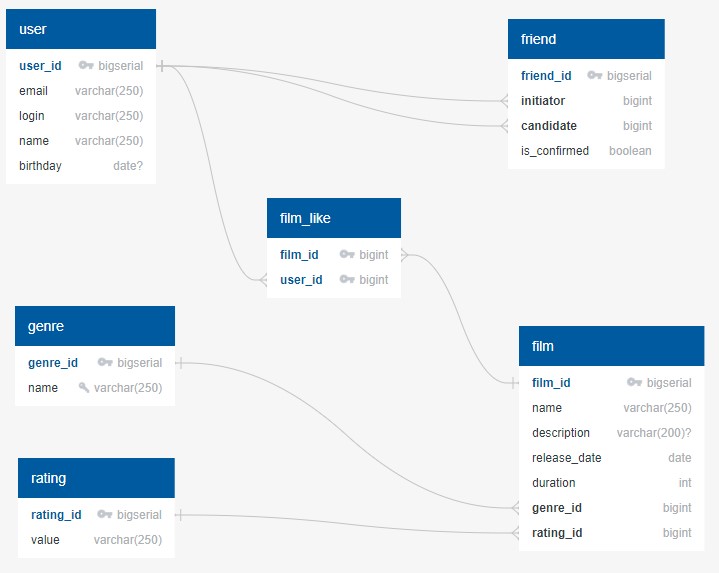 user
user_id bigserial
email varchar(250)
login varchar(250)
name varchar(250)
birthday date?
friend
friend_id bigserial
initiator bigint
candidate bigint
is_confirmed boolean
film_like
film_id bigint
user_id bigint
genre
genre_id bigserial
name varchar(250)
film
film_id bigserial
name varchar(250)
description varchar(200)?
release_date date
duration int
genre_id bigint
rating_id bigint
rating
rating_id bigserial
value varchar(250)